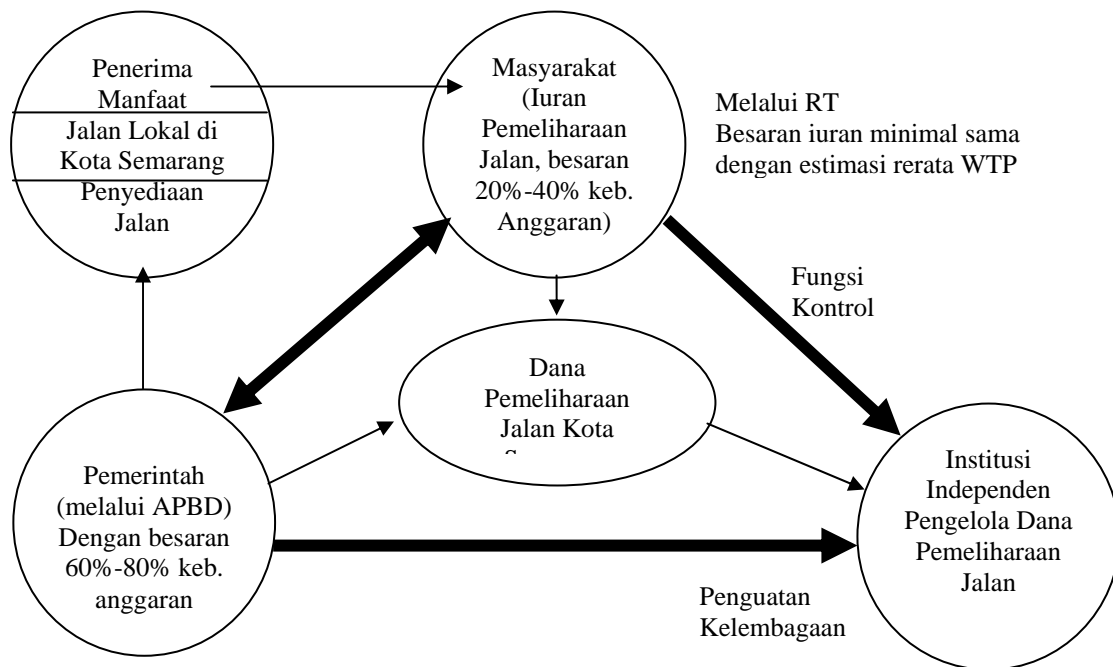 Penerima
Manfaat
Jalan Lokal di
Kota Semarang
Penyediaan
Jalan
Masyarakat
(Iuran
Pemeliharaan
Jalan, besaran
20%-40% keb.
Anggaran)
Melalui RT
Besaran iuran minimal sama
dengan estimasi rerata WTP
Fungsi
Kontrol
Dana
Pemeliharaan
Jalan Kota
Pemerintah
(melalui APBD)
Dengan besaran
60%-80% keb.
anggaran
Institusi
Independen
Pengelola Dana
Pemeliharaan
Jalan
Penguatan
Kelembagaan